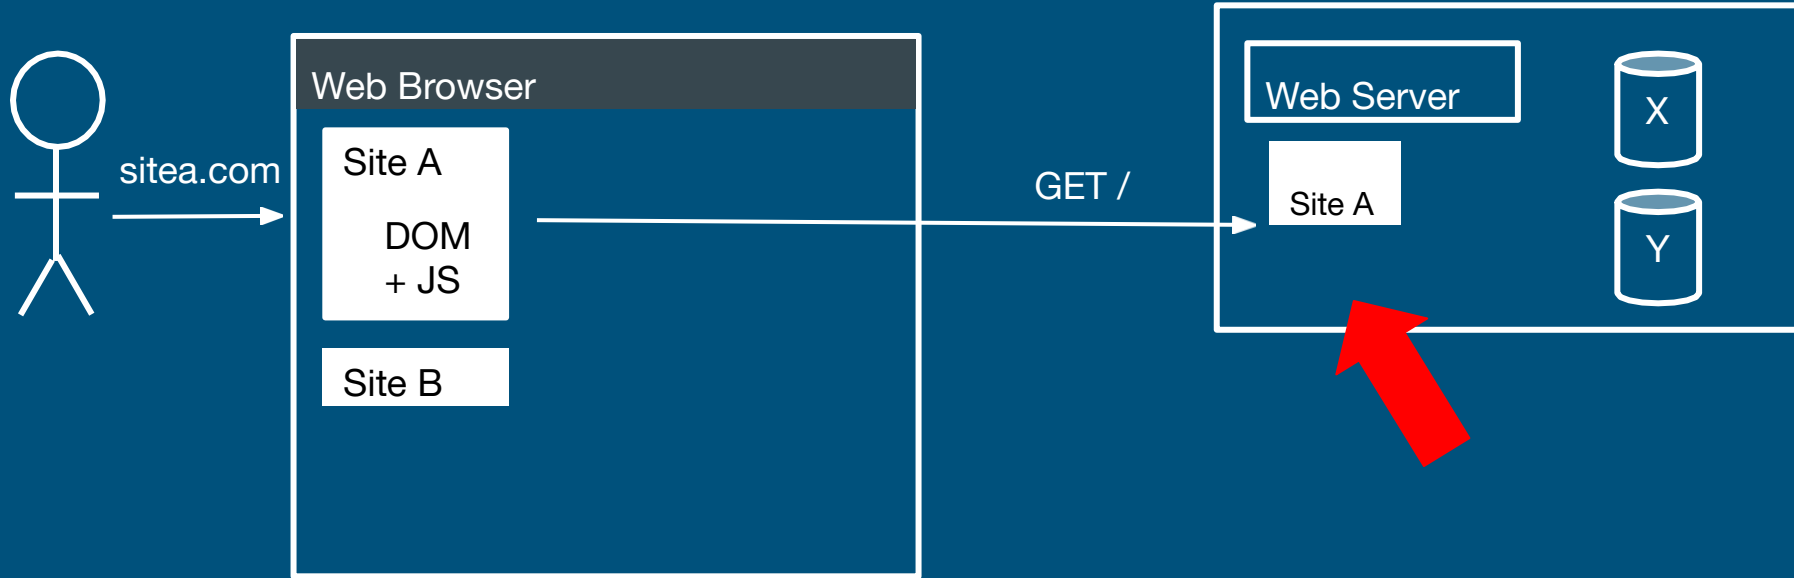 sitea.com
Web Browser
Site A
DOM
+ JS
Site B
GET /
Web Server
Site A
X
Y